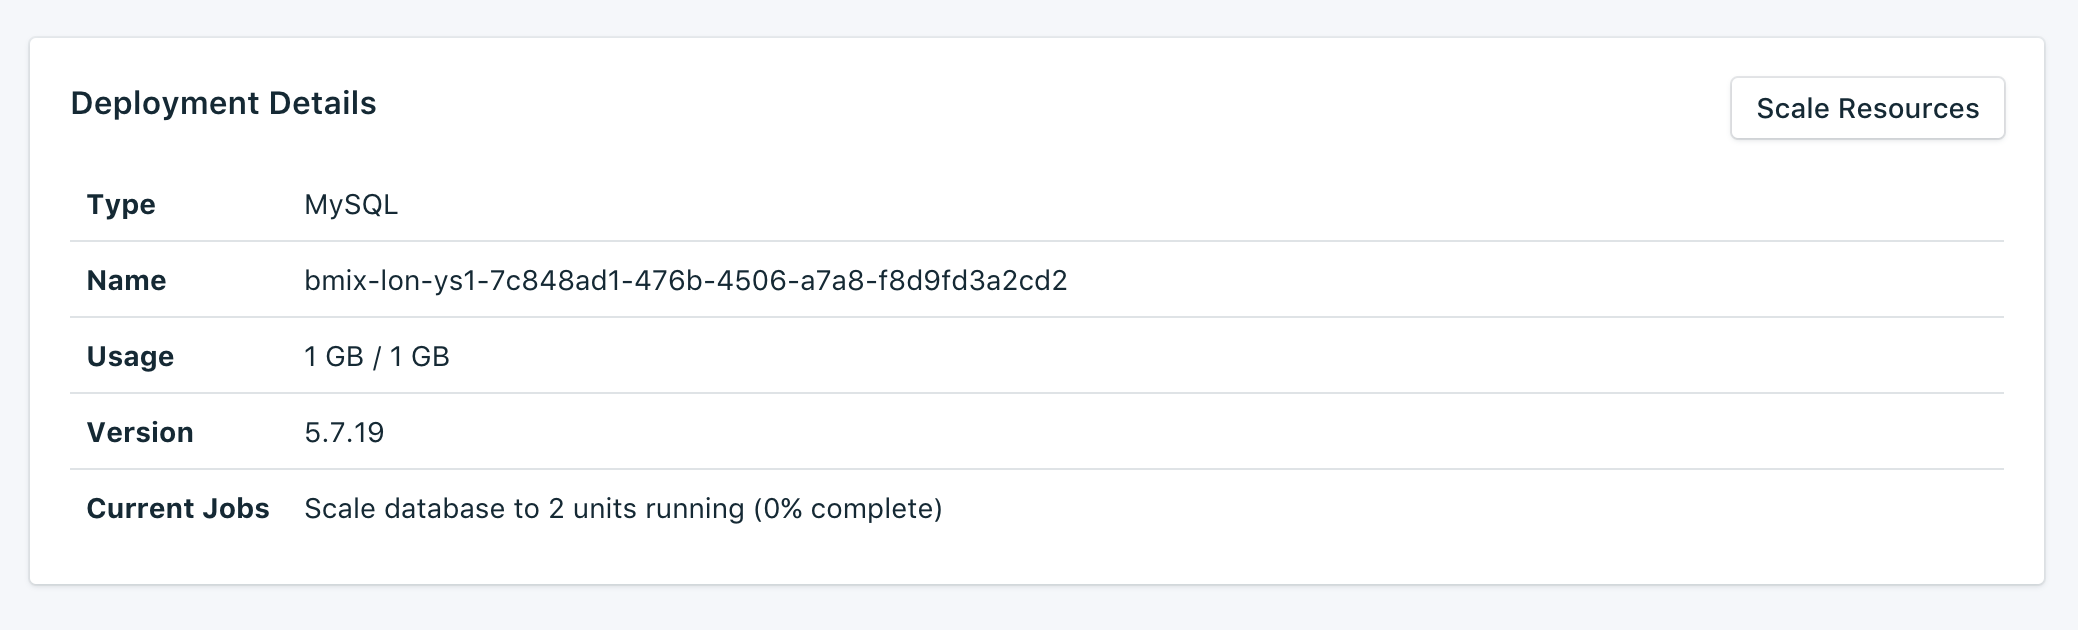 Deployment Details
Scale Resources
Type MySQL
Name bmix-lon-ys1-7c848ad1-476b-4506-a7a8-f8d9fd3a2cd2
Usage 1 GB / 1 GB
Version 5.7.19
Current Jobs Scale database to 2 units running (0% complete)